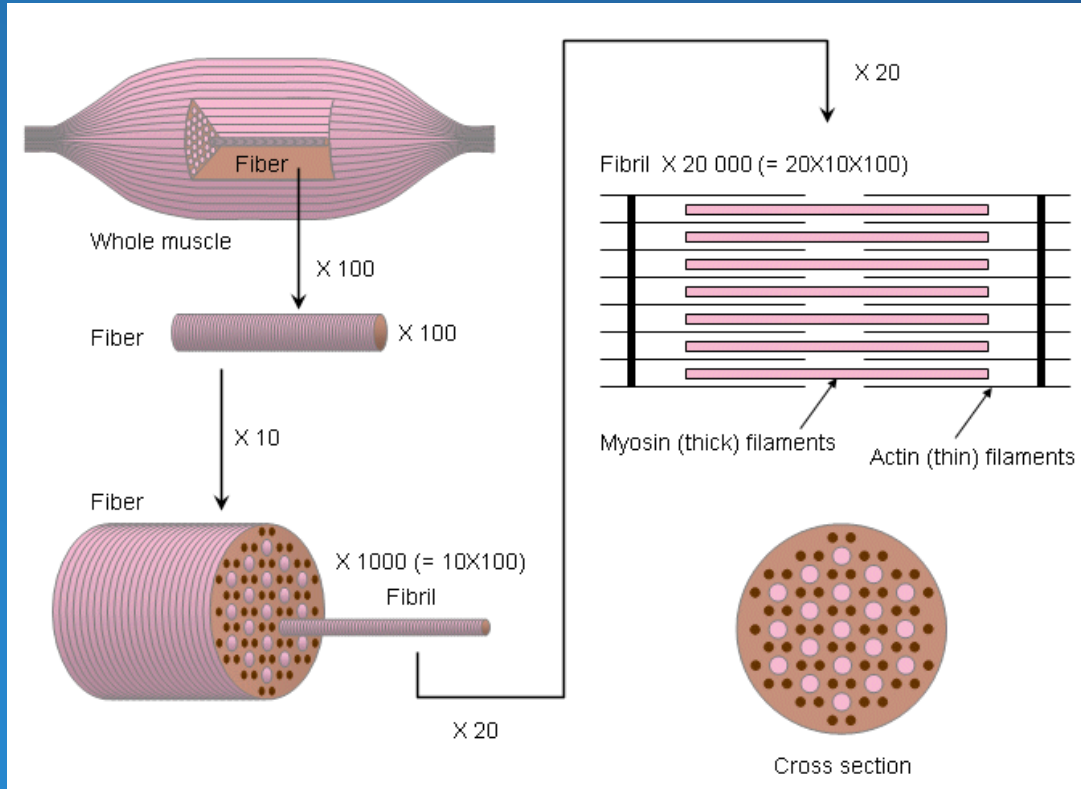 Fiber
Whole muscle
X 100
Fiber
X 100
X 10
Fiber
X 1000 (= 10X100)
Fibril
X 20
X 20
Fibril X 20 000 (= 20X10X100)
Myosin (thick) filaments
Actin (thin) filaments
Cross section